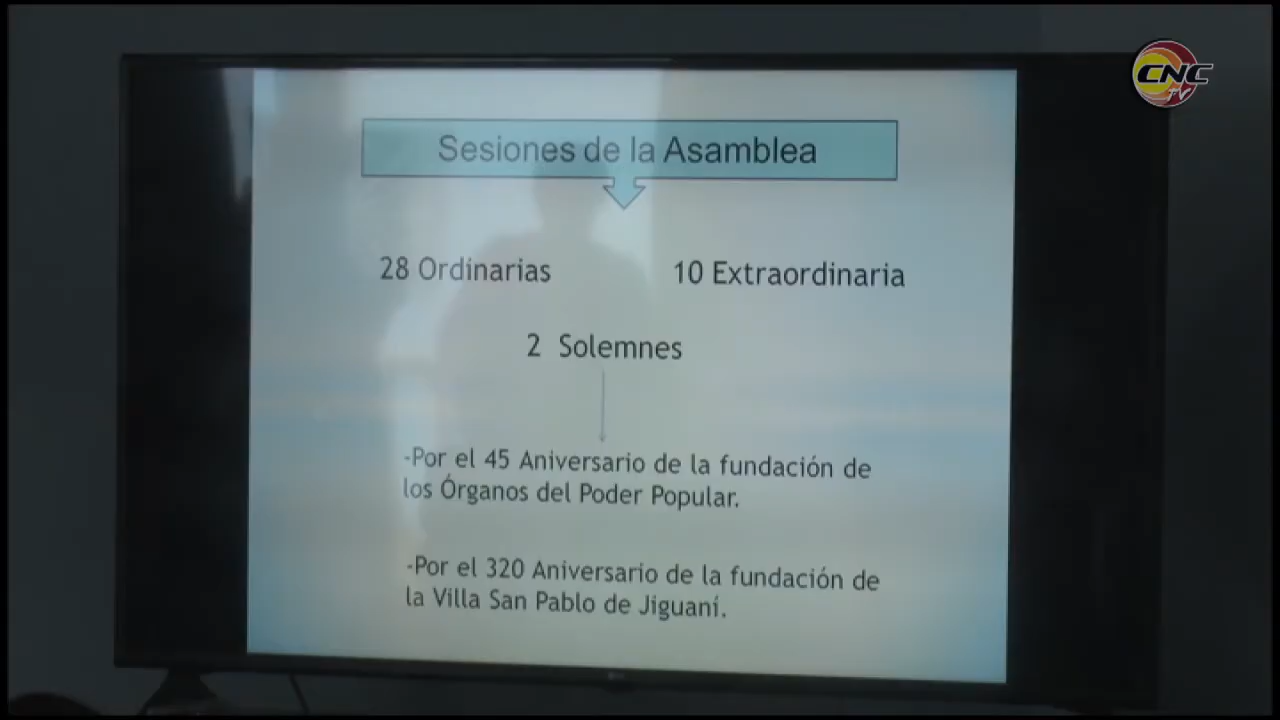 CNC
TV
Sesiones de la Asamblea
28 Ordinarias
10 Extraordinaria
2 Solemnes
-Por el 45 Aniversario de la fundación de
los Órganos del Poder Popular.
-Por el 320 Aniversario de la fundación de
la Villa San Pablo de Jiguaní.